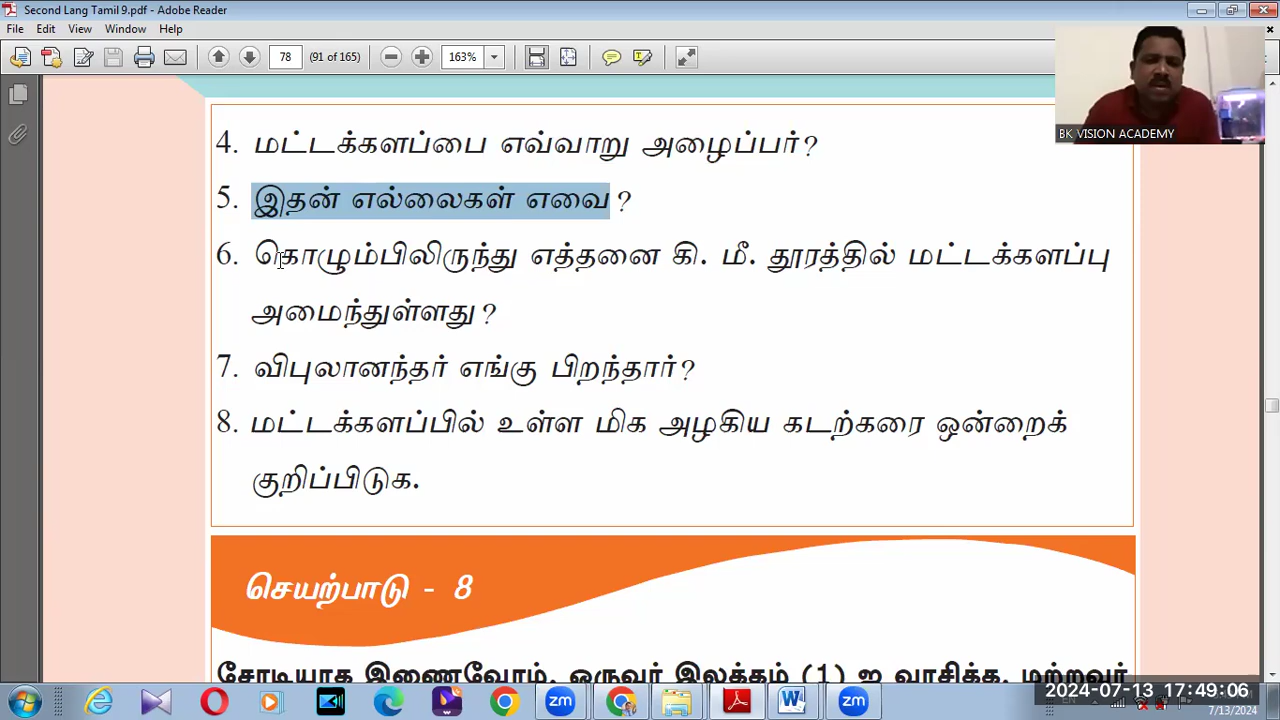 Second Lang Tamil 9.pdf - Adobe Reader
File Edit View Window Help
78 (91 of 165) 163%
BK VISION ACADEMY
4. மட்டக்களப்பை எவ்வாறு அழைப்பர்?
5. இதன் எல்லைகள் எவை?
6. கொழும்பிலிருந்து எத்தனை கி. மீ. தூரத்தில் மட்டக்களப்பு
அமைந்துள்ளது?
7. விபுலானந்தர் எங்கு பிறந்தார்?
8. மட்டக்களப்பில் உள்ள மிக அழகிய கடற்கரை ஒன்றைக்
குறிப்பிடுக.
செயற்பாடு - 8
சோடியாக இணைவோம். ஒருவர் இலக்கம் (1) ஐ வாசிக்க, மற்றவர்
2024-07-13 17:49:06
EN
7/13/2024
zm zm